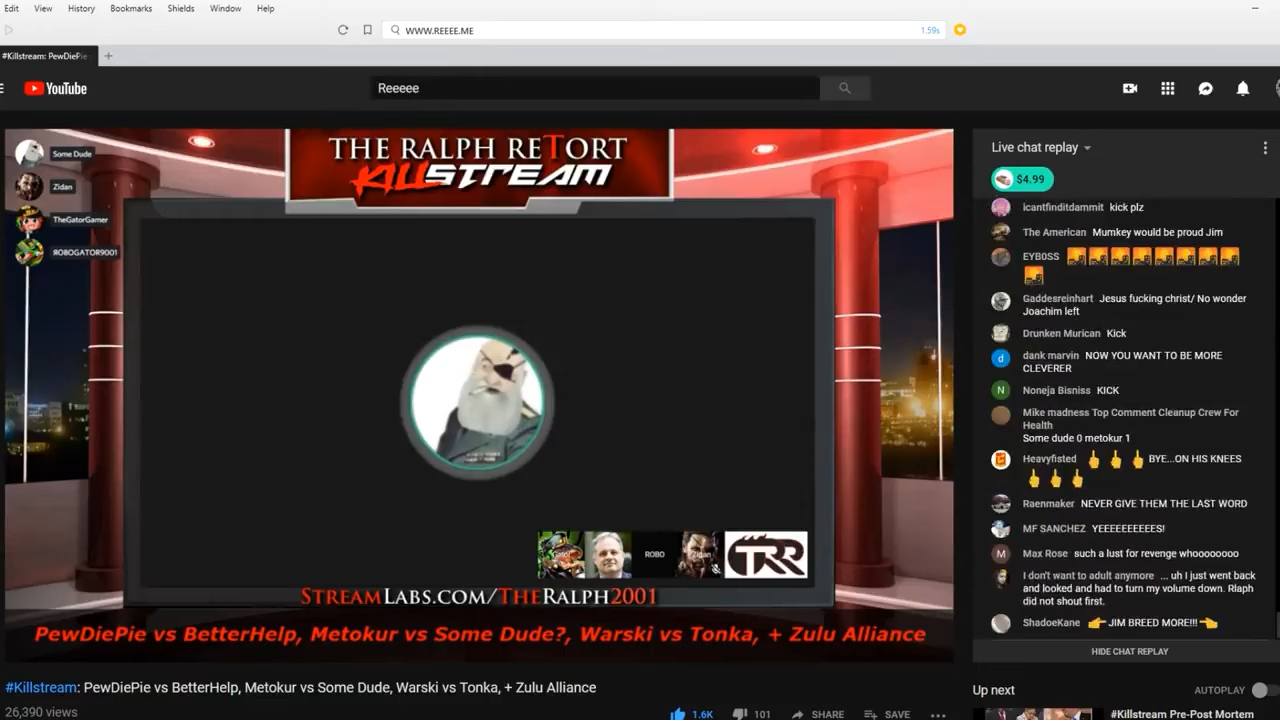 Edit View History Bookmarks Shields Window Help
WWW.REEEE.ME 1.59s
#Killstream: PewDiePie
YouTube Reeeee
Some Dude
Zidan
TheGatorGamer
ROBOGATOR9001
THE RALPH RETORT
KILLSTREAM
Gator ROBO Zidan TRR
STREAMLABS.COM/THERALPH2001
PewDiePie vs BetterHelp, Metokur vs Some Dude?, Warski vs Tonka, + Zulu Alliance
#Killstream: PewDiePie vs BetterHelp, Metokur vs Some Dude, Warski vs Tonka, + Zulu Alliance
26,390 views
1.6K 101 SHARE SAVE
Live chat replay
$4.99
icantfinditdammit kick plz
The American Mumkey would be proud Jim
EYB0SS
Gaddesreinhart Jesus fucking christ/ No wonder
Joachim left
Drunken Murican Kick
dank marvin NOW YOU WANT TO BE MORE
CLEVERER
Noneja Bisniss KICK
Mike madness Top Comment Cleanup Crew For
Health
Some dude 0 metokur 1
Heavyfisted BYE...ON HIS KNEES
Raenmaker NEVER GIVE THEM THE LAST WORD
MF SANCHEZ YEEEEEEEEEES!
Max Rose such a lust for revenge whoooooooo
I don't want to adult anymore ... uh I just went back
and looked and had to turn my volume down. Rlaph
did not shout first.
ShadoeKane JIM BREED MORE!!!
HIDE CHAT REPLAY
Up next AUTOPLAY
#Killstream Pre-Post Mortem